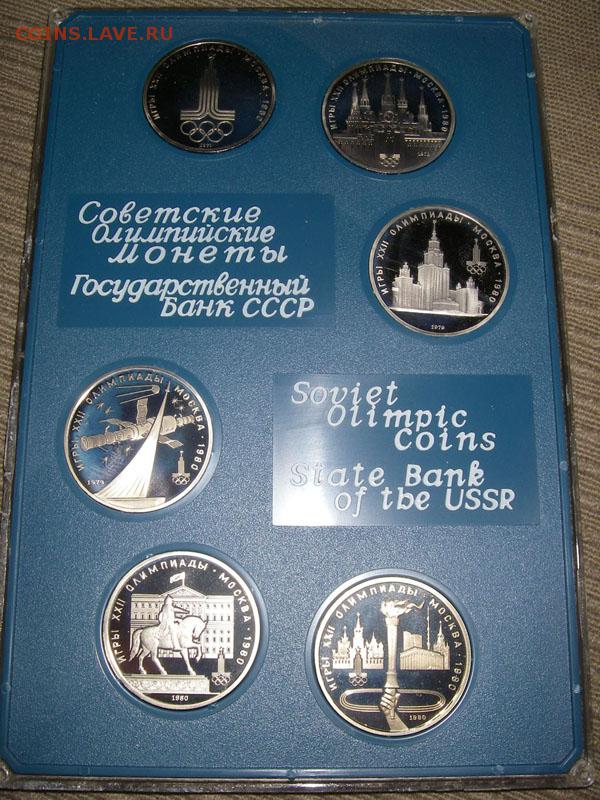 COINS.LAVE.RU
ИГРЫ XXII ОЛИМПИАДЫ · МОСКВА · 1980
ИГРЫ XXII ОЛИМПИАДЫ · МОСКВА · 1980
Советские
Олимпийские
Монеты
Государственный
Банк СССР
ИГРЫ XXII ОЛИМПИАДЫ · МОСКВА · 1980
1979
ИГРЫ XXII ОЛИМПИАДЫ · МОСКВА · 1980
1979
Soviet
Olimpic
Coins
State Bank
of the USSR
ИГРЫ XXII ОЛИМПИАДЫ · МОСКВА · 1980
1980
ИГРЫ XXII ОЛИМПИАДЫ · МОСКВА · 1980
1980